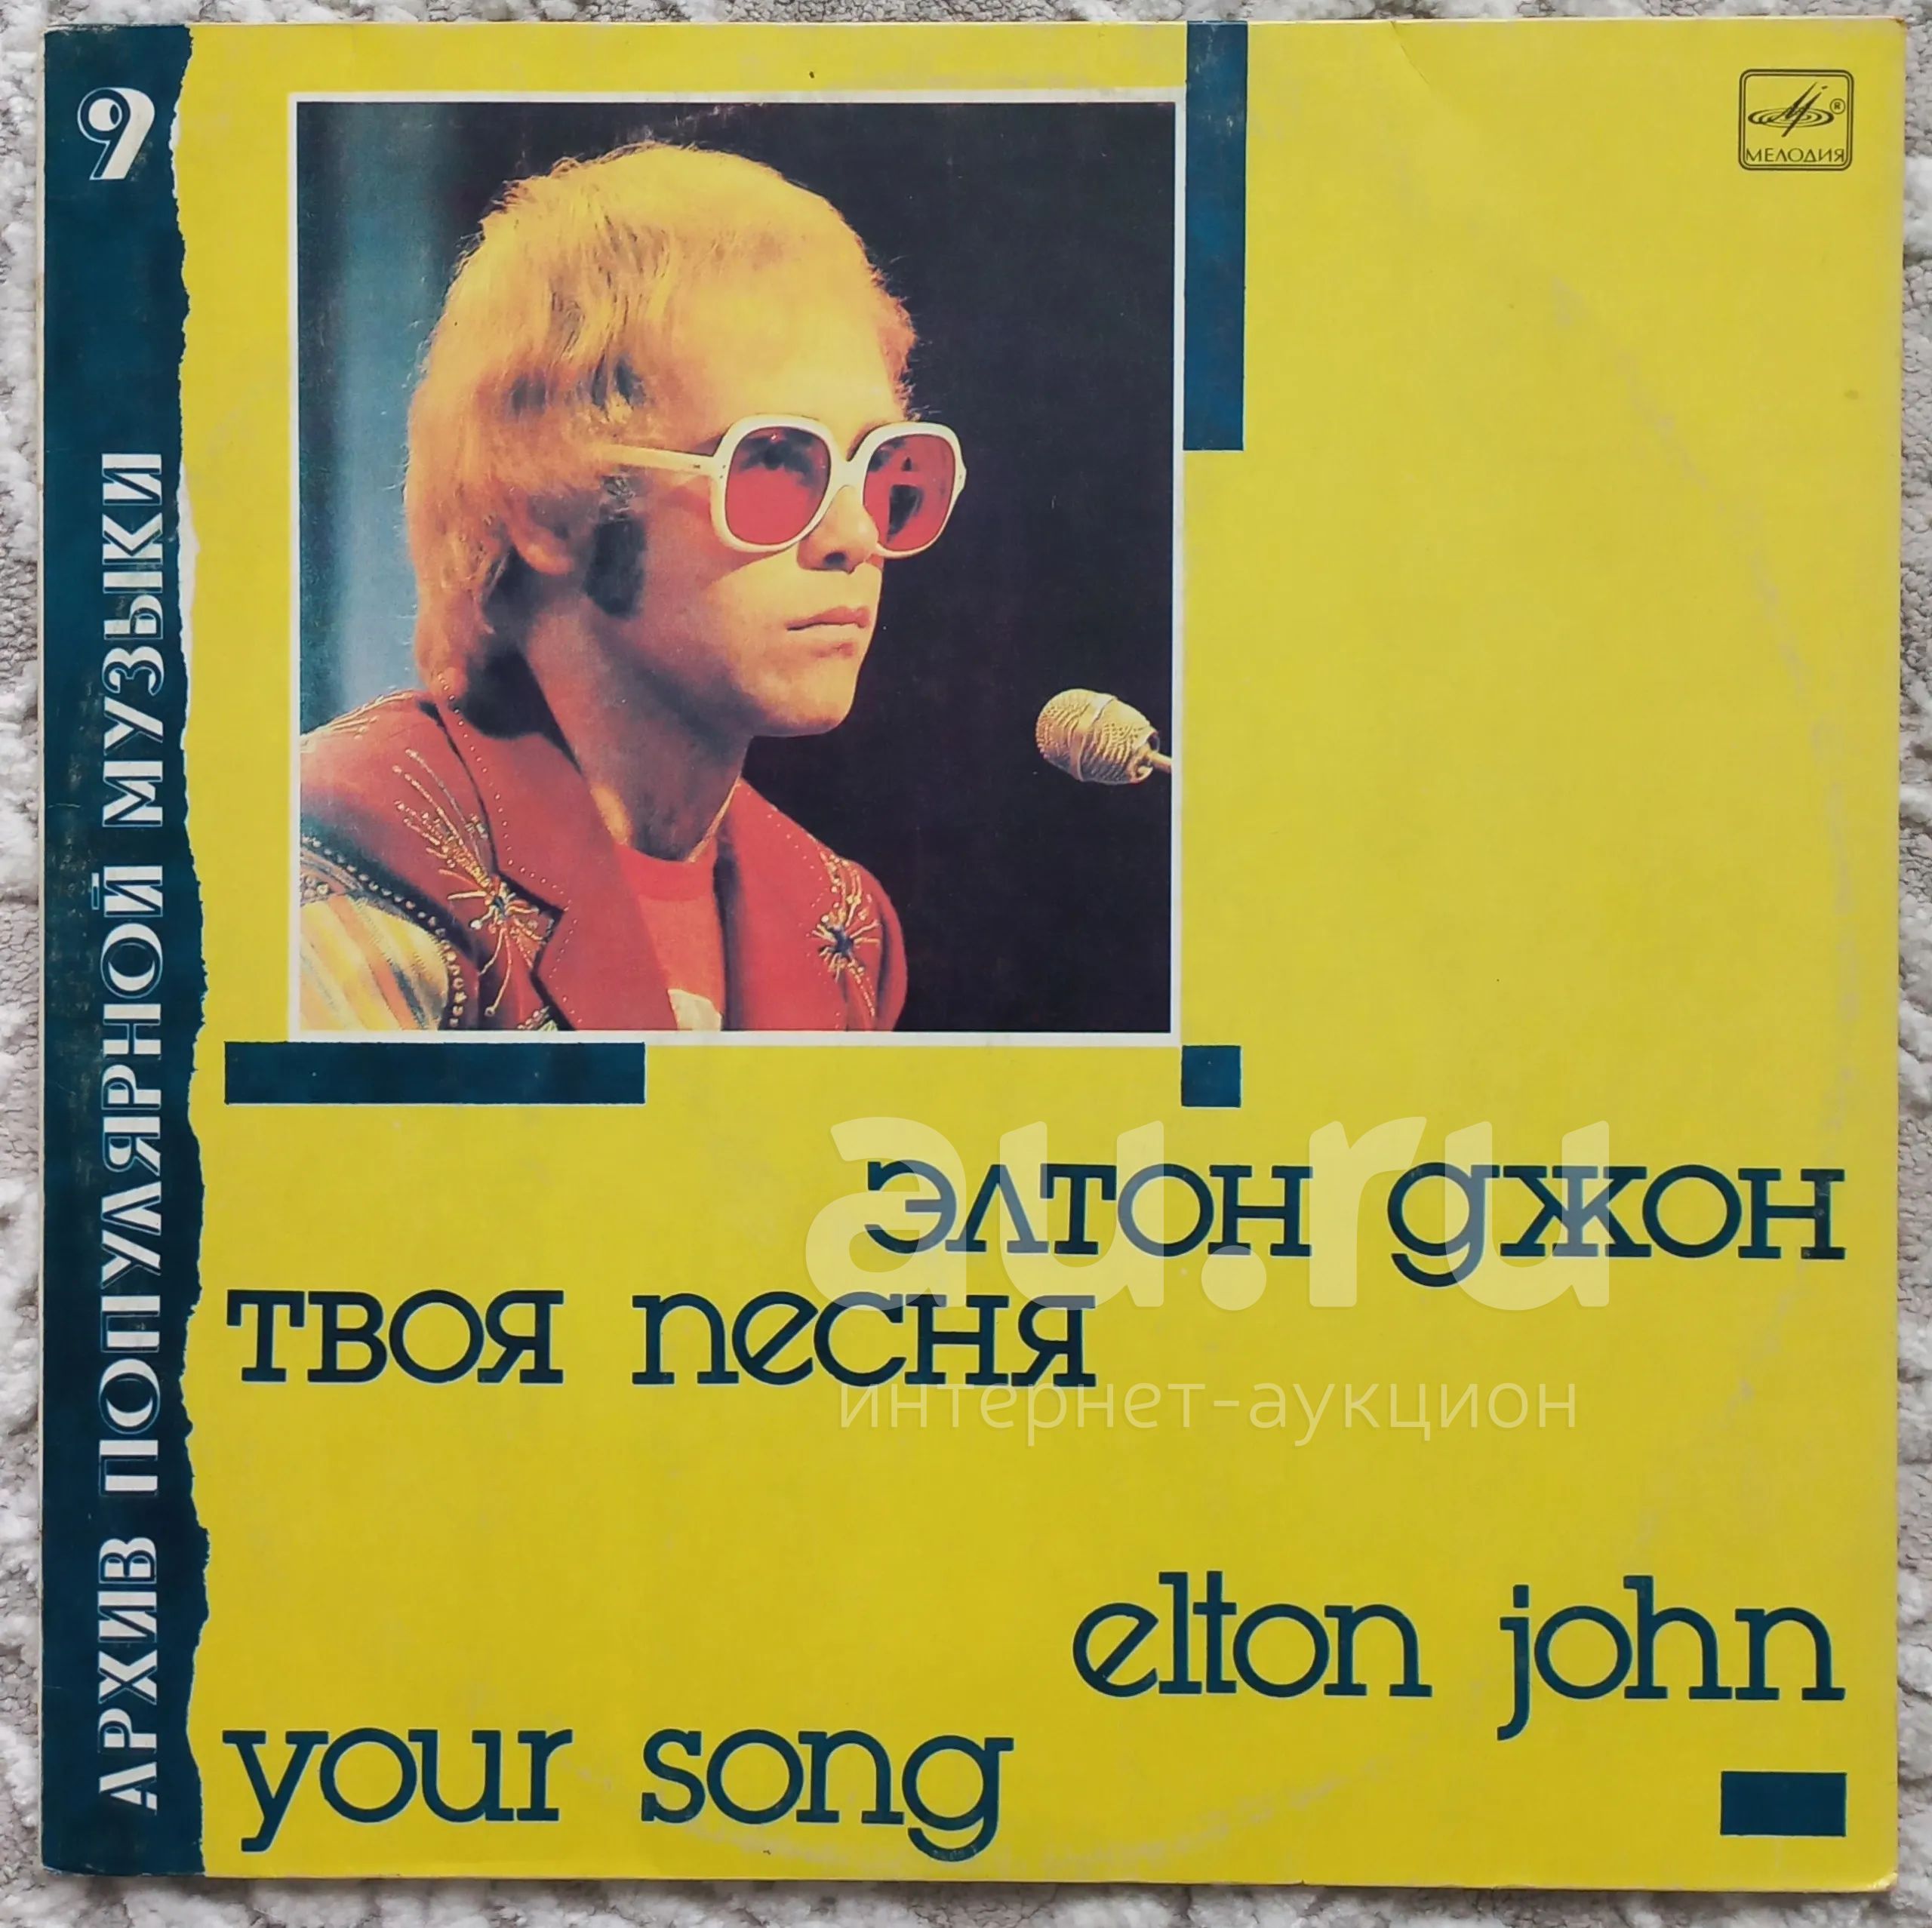 9
АРХИВ ПОПУЛЯРНОЙ МУЗЫКИ
®
МЕЛОДИЯ
элтон джон
твоя песня
au.ru
интернет-аукцион
elton john
your song